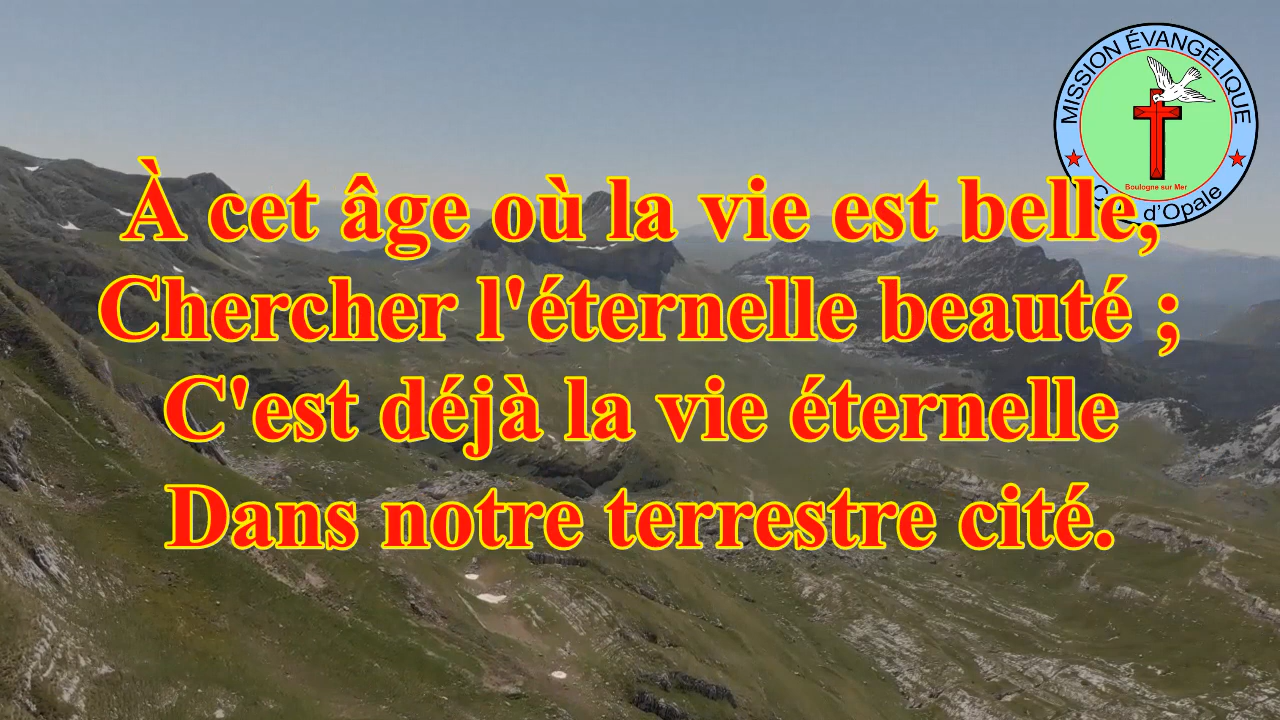 MISSION ÉVANGÉLIQUE
Boulogne sur Mer
d'Opale
À cet âge où la vie est belle,
Chercher l'éternelle beauté ;
C'est déjà la vie éternelle
Dans notre terrestre cité.